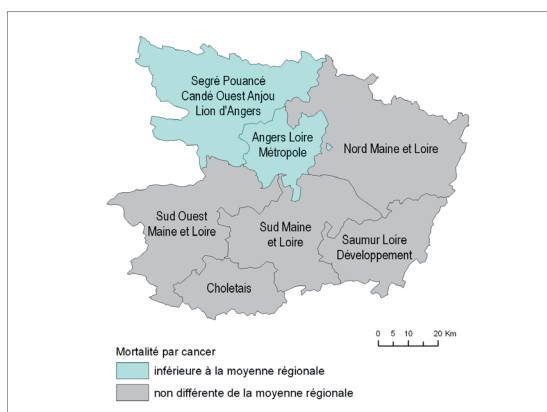 Segré Pouancé
Candé Ouest Anjou
Lion d'Angers
Angers Loire
Métropole
Nord Maine et Loire
Sud Ouest
Maine et Loire
Sud Maine
et Loire
Saumur Loire
Développement
Choletais
0 5 10 20 Km
Mortalité par cancer
inférieure à la moyenne régionale
non différente de la moyenne régionale